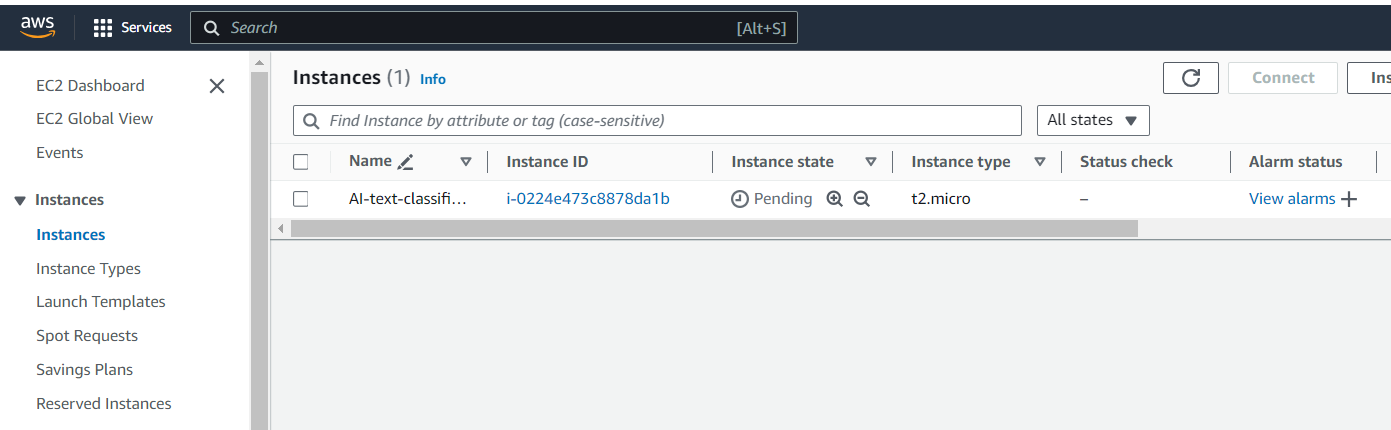 aws
Services
Search
[Alt+S]
EC2 Dashboard
EC2 Global View
Events
Instances
Instances
Instance Types
Launch Templates
Spot Requests
Savings Plans
Reserved Instances
Instances (1) Info
Connect
Ins
Find Instance by attribute or tag (case-sensitive)
All states
Name Instance ID Instance state Instance type Status check Alarm status
AI-text-classifi... i-0224e473c8878da1b Pending t2.micro – View alarms +